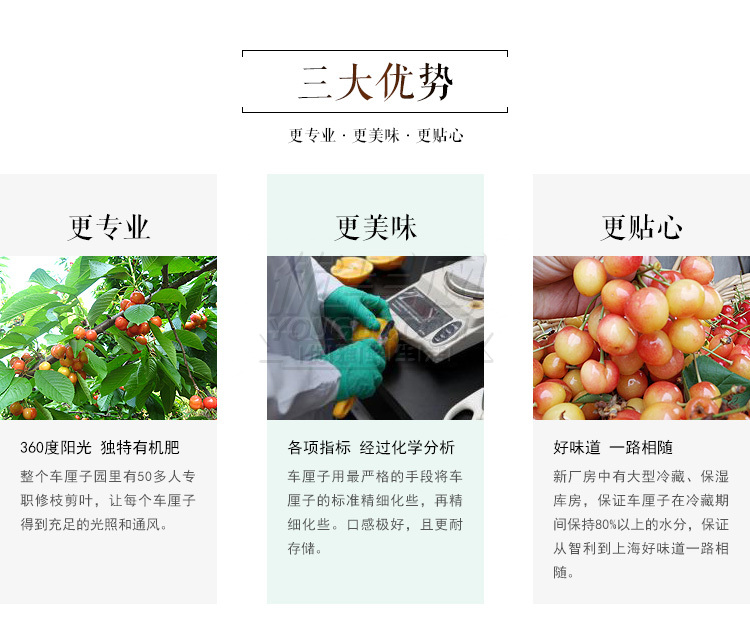 三大优势
更专业·更美味·更贴心
更专业
360度阳光 独特有机肥
整个车厘子园里有50多人专
职修枝剪叶，让每个车厘子
得到充足的光照和通风。
更美味
各项指标 经过化学分析
车厘子用最严格的手段将车
厘子的标准精细化些，再精
细化些。口感极好，且更耐
存储。
更贴心
好味道 一路相随
新厂房中有大型冷藏、保湿
库房，保证车厘子在冷藏期
间保持80%以上的水分，保证
从智利到上海好味道一路相
随。